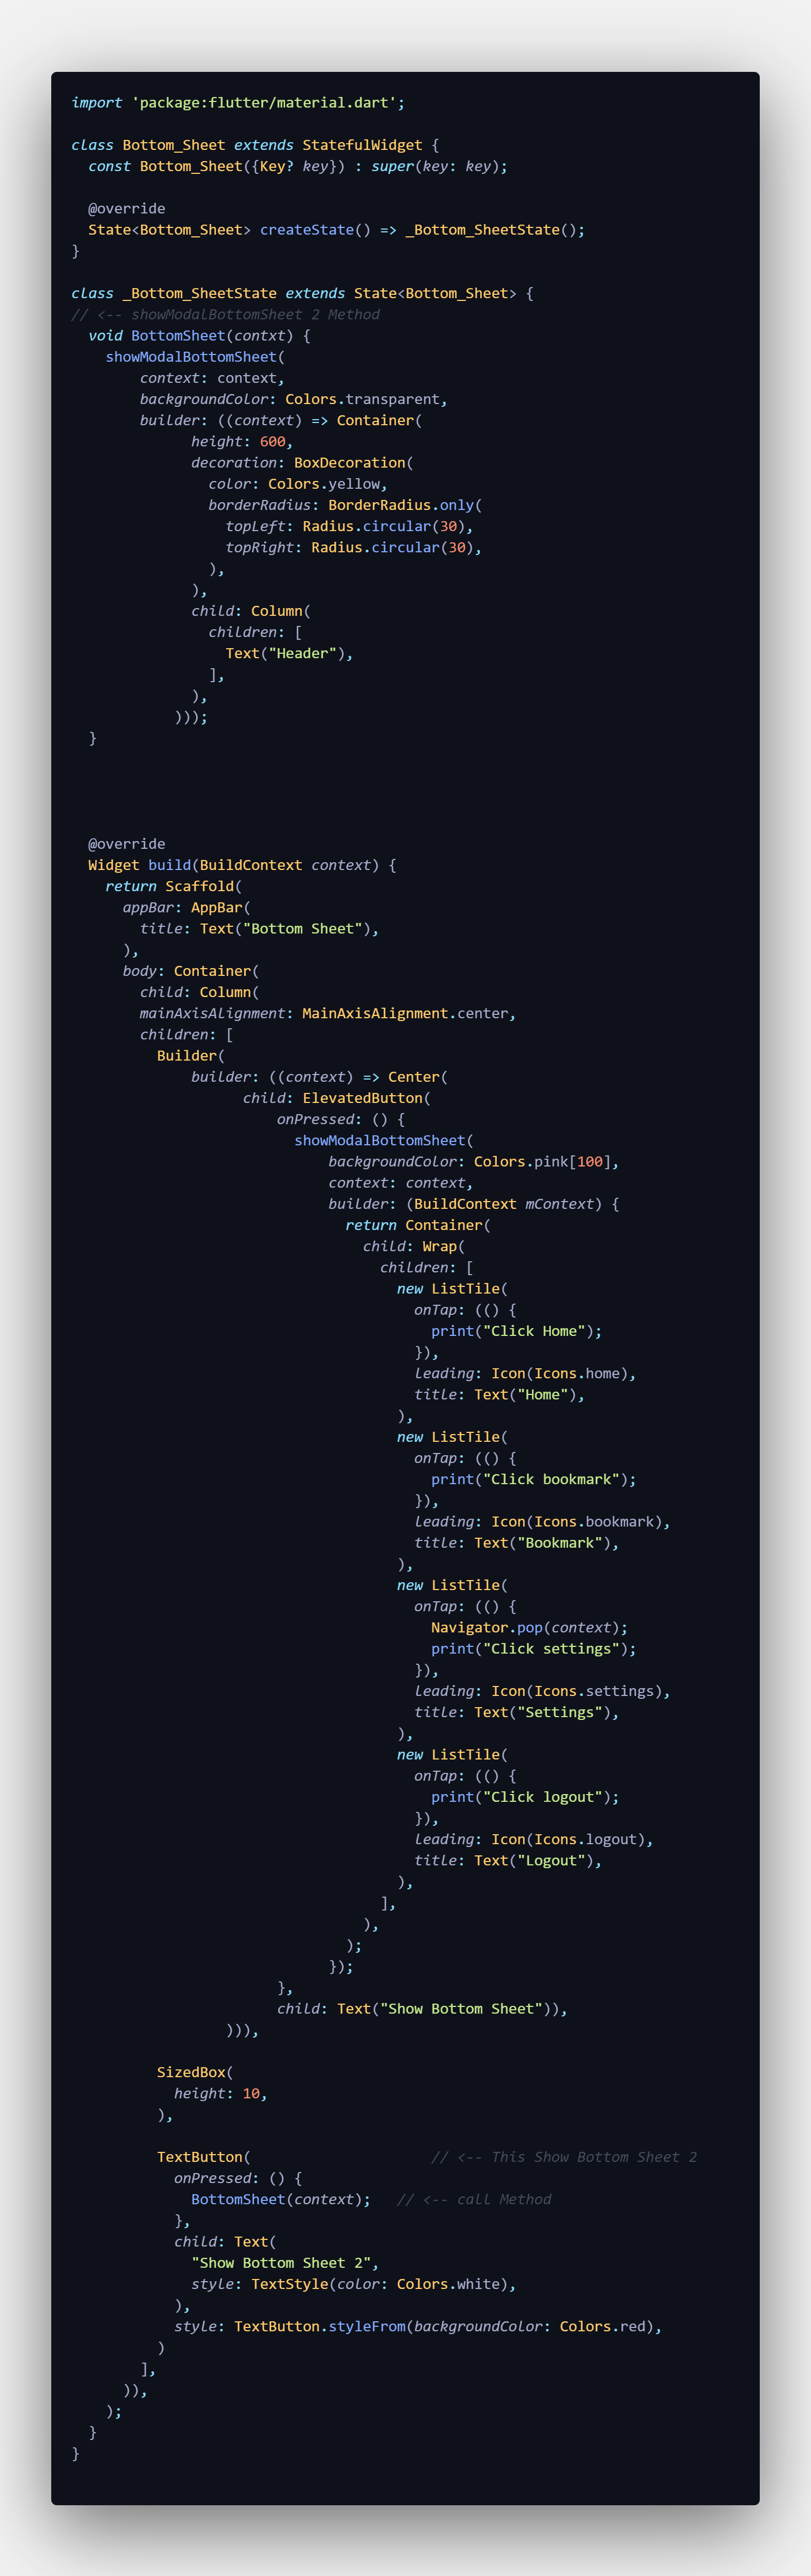 import 'package:flutter/material.dart';

class Bottom_Sheet extends StatefulWidget {
  const Bottom_Sheet({Key? key}) : super(key: key);

  @override
  State<Bottom_Sheet> createState() => _Bottom_SheetState();
}

class _Bottom_SheetState extends State<Bottom_Sheet> {
// <-- showModalBottomSheet 2 Method
  void BottomSheet(contxt) {
    showModalBottomSheet(
        context: context,
        backgroundColor: Colors.transparent,
        builder: ((context) => Container(
              height: 600,
              decoration: BoxDecoration(
                color: Colors.yellow,
                borderRadius: BorderRadius.only(
                  topLeft: Radius.circular(30),
                  topRight: Radius.circular(30),
                ),
              ),
              child: Column(
                children: [
                  Text("Header"),
                ],
              ),
            )));
  }

  @override
  Widget build(BuildContext context) {
    return Scaffold(
      appBar: AppBar(
        title: Text("Bottom Sheet"),
      ),
      body: Container(
        child: Column(
        mainAxisAlignment: MainAxisAlignment.center,
        children: [
          Builder(
              builder: ((context) => Center(
                    child: ElevatedButton(
                        onPressed: () {
                          showModalBottomSheet(
                              backgroundColor: Colors.pink[100],
                              context: context,
                              builder: (BuildContext mContext) {
                                return Container(
                                  child: Wrap(
                                    children: [
                                      new ListTile(
                                        onTap: (() {
                                          print("Click Home");
                                        }),
                                        leading: Icon(Icons.home),
                                        title: Text("Home"),
                                      ),
                                      new ListTile(
                                        onTap: (() {
                                          print("Click bookmark");
                                        }),
                                        leading: Icon(Icons.bookmark),
                                        title: Text("Bookmark"),
                                      ),
                                      new ListTile(
                                        onTap: (() {
                                          Navigator.pop(context);
                                          print("Click settings");
                                        }),
                                        leading: Icon(Icons.settings),
                                        title: Text("Settings"),
                                      ),
                                      new ListTile(
                                        onTap: (() {
                                          print("Click logout");
                                        }),
                                        leading: Icon(Icons.logout),
                                        title: Text("Logout"),
                                      ),
                                    ],
                                  ),
                                );
                              });
                        },
                        child: Text("Show Bottom Sheet")),
                  ))),

          SizedBox(
            height: 10,
          ),

          TextButton(                     // <-- This Show Bottom Sheet 2
            onPressed: () {
              BottomSheet(context);   // <-- call Method
            },
            child: Text(
              "Show Bottom Sheet 2",
              style: TextStyle(color: Colors.white),
            ),
            style: TextButton.styleFrom(backgroundColor: Colors.red),
          )
        ],
      )),
    );
  }
}